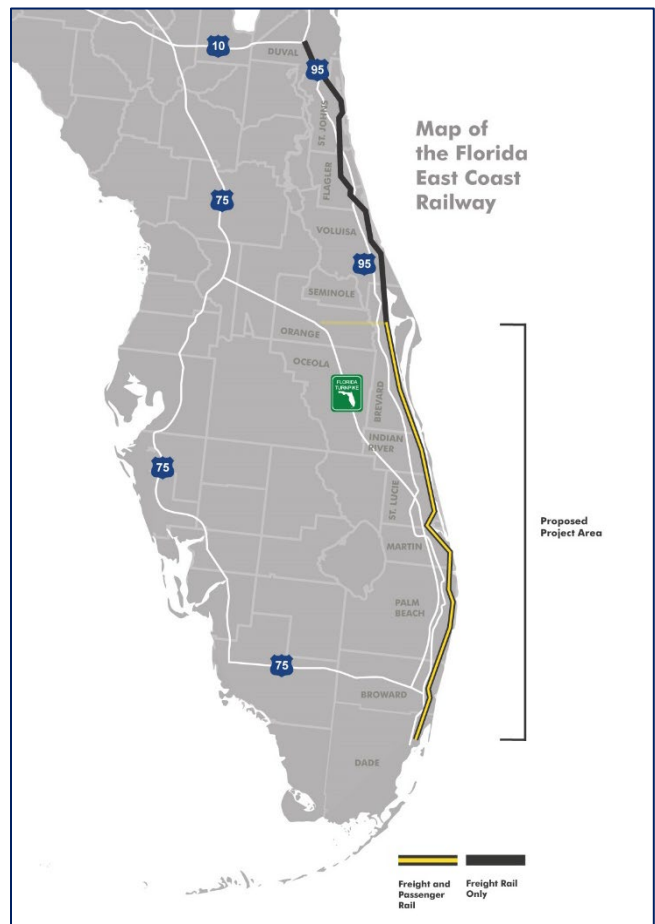 10
DUVAL
95
Map of
the Florida
East Coast
Railway
ST. JOHNS
FLAGLER
75
VOLUISA
95
SEMINOLE
ORANGE
OCEOLA
FLORIDA
TURNPIKE
BREVARD
INDIAN
RIVER
75
ST. LUCIE
Proposed
Project Area
MARTIN
PALM
BEACH
75
BROWARD
DADE
Freight and
Passenger
Rail
Freight Rail
Only